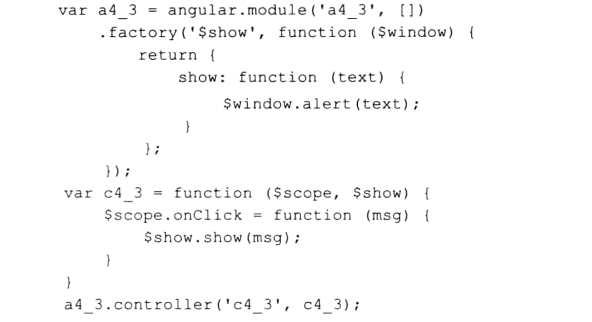 var a4_3 = angular.module('a4_3', [])
.factory('$show', function ($window) {
return {
show: function (text) {
$window.alert(text);
}
};
});
var c4_3 = function ($scope, $show) {
$scope.onClick = function (msg) {
$show.show(msg);
}
}
a4_3.controller('c4_3', c4_3);